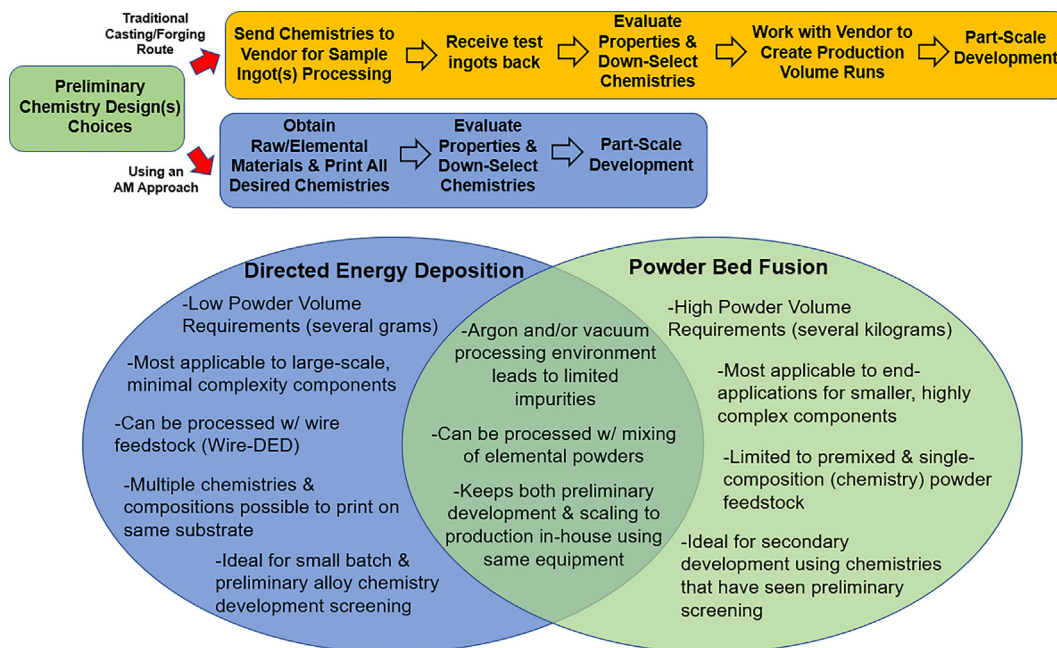 Traditional
Casting/Forging
Route
Send Chemistries to
Vendor for Sample
Ingot(s) Processing
Receive test
ingots back
Evaluate
Properties &
Down-Select
Chemistries
Work with Vendor to
Create Production
Volume Runs
Part-Scale
Development
Preliminary
Chemistry Design(s)
Choices
Using an
AM Approach
Obtain
Raw/Elemental
Materials & Print All
Desired Chemistries
Evaluate
Properties &
Down-Select
Chemistries
Part-Scale
Development
Directed Energy Deposition
-Low Powder Volume
Requirements (several grams)
-Most applicable to large-scale,
minimal complexity components
-Can be processed w/ wire
feedstock (Wire-DED)
-Multiple chemistries &
compositions possible to print on
same substrate
-Ideal for small batch &
preliminary alloy chemistry
development screening
-Argon and/or vacuum
processing environment
leads to limited
impurities
-Can be processed w/ mixing
of elemental powders
-Keeps both preliminary
development & scaling to
production in-house using
same equipment
Powder Bed Fusion
-High Powder Volume
Requirements (several kilograms)
-Most applicable to end-
applications for smaller, highly
complex components
-Limited to premixed & single-
composition (chemistry) powder
feedstock
-Ideal for secondary
development using chemistries
that have seen preliminary
screening